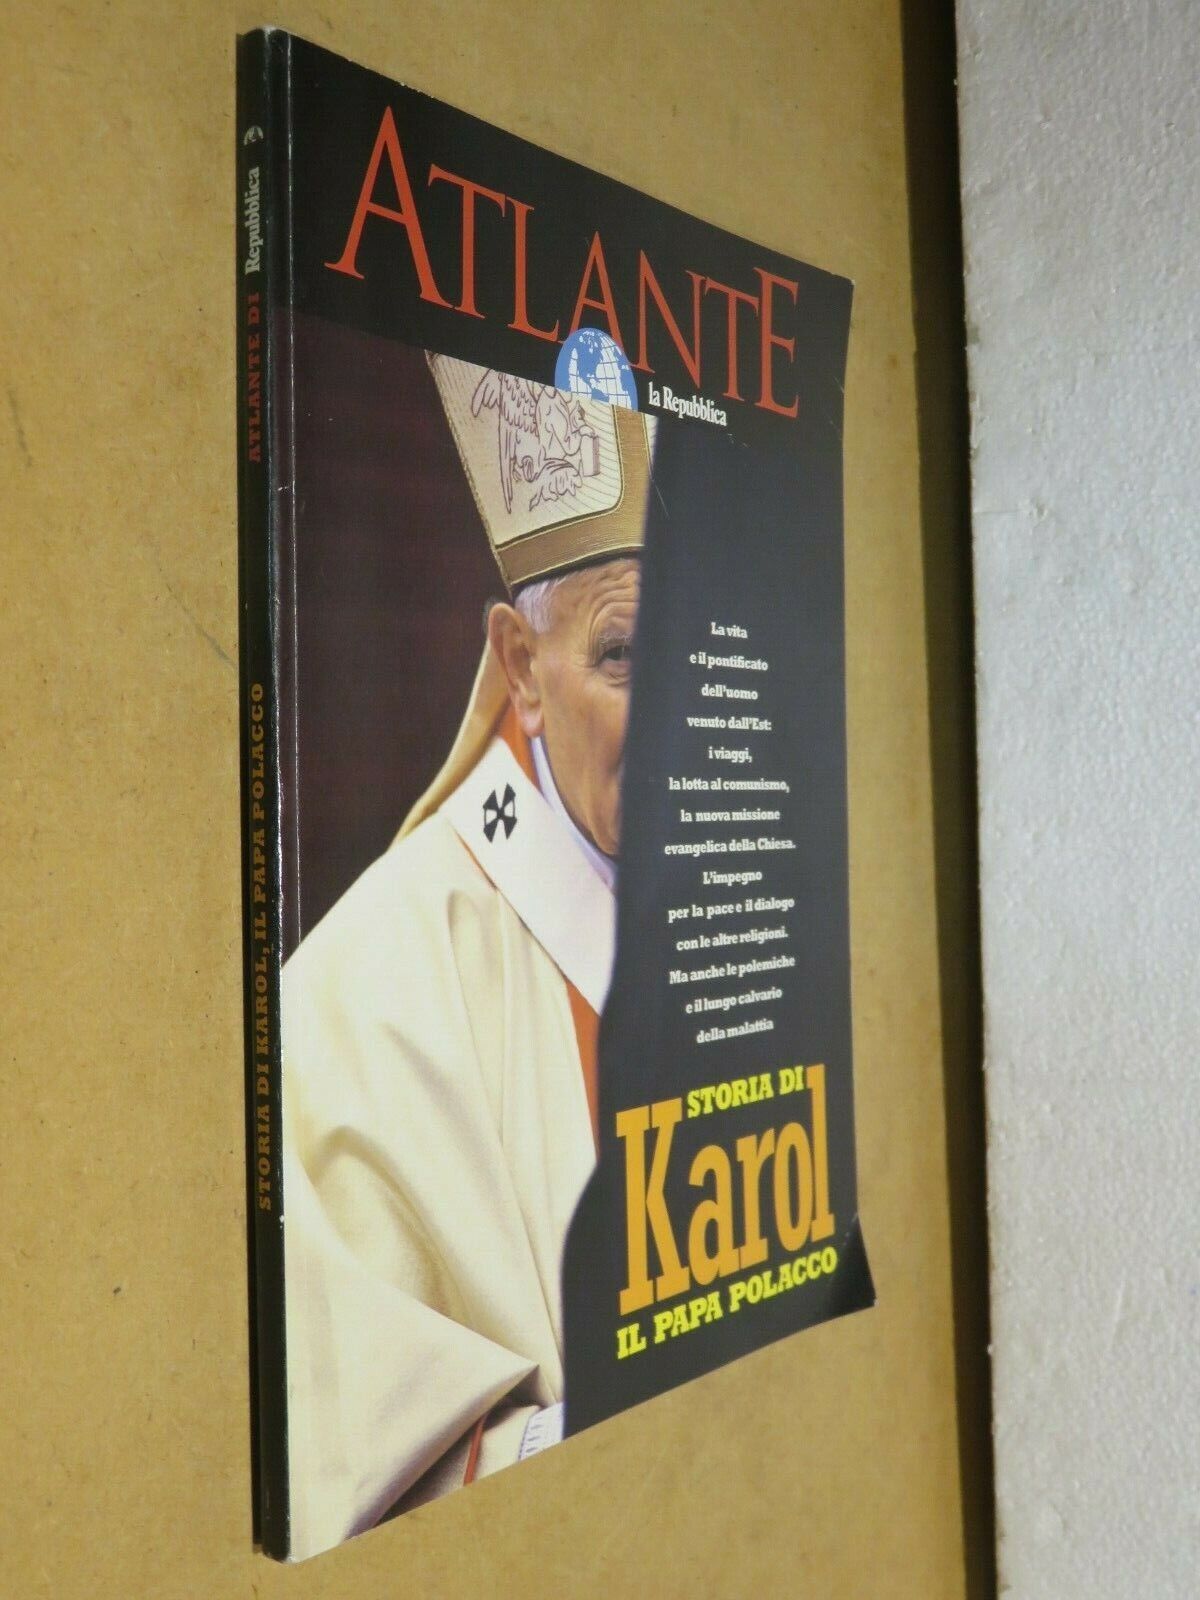 ATLANTE
la Repubblica
La vita
e il pontificato
dell'uomo
venuto dall'Est:
i viaggi,
la lotta al comunismo,
la nuova missione
evangelica della Chiesa.
L'impegno
per la pace e il dialogo
con le altre religioni.
Ma anche le polemiche
e il lungo calvario
della malattia
STORIA DI
Karol
IL PAPA POLACCO
STORIA DI KAROL, IL PAPA POLACCO ATLANTE DI Repubblica